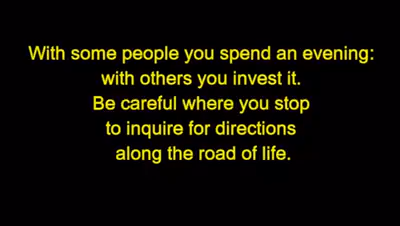 With some people you spend an evening:
with others you invest it.
Be careful where you stop
to inquire for directions
along the road of life.